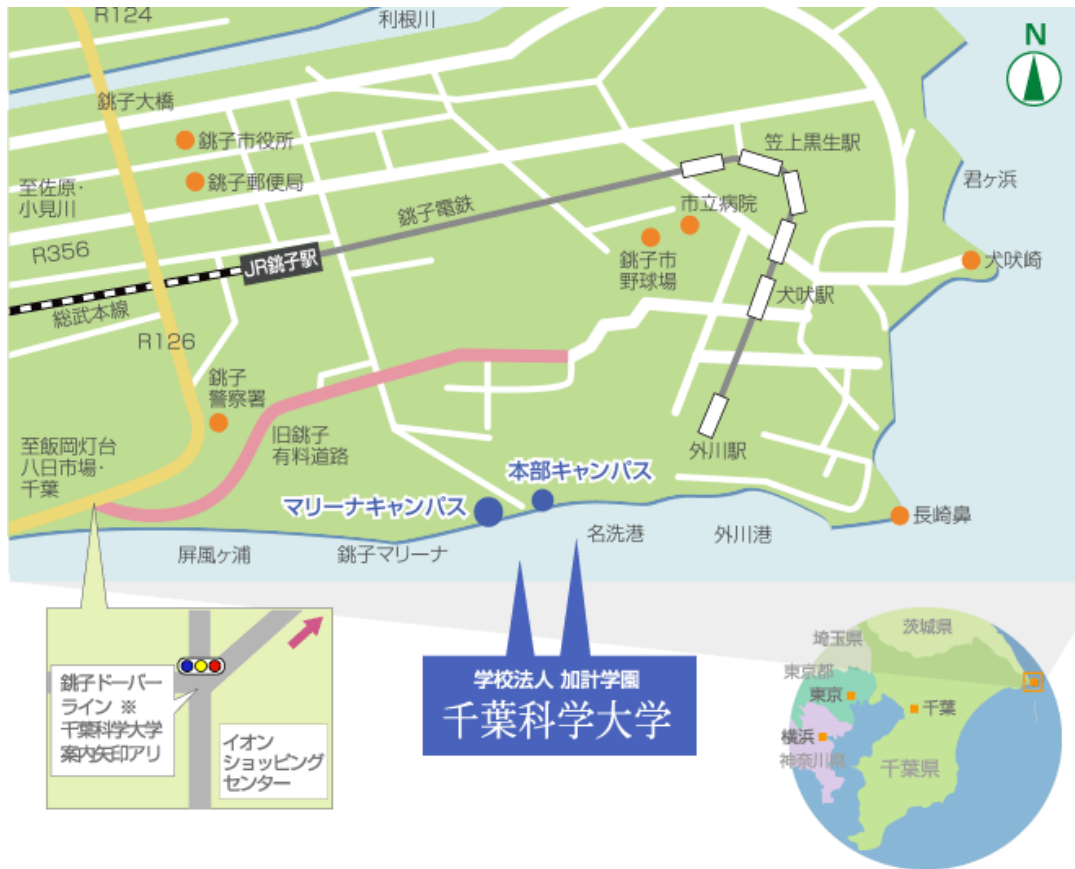 R124
利根川
N
銚子大橋
銚子市役所
笠上黒生駅
銚子郵便局
至佐原・
小見川
君ヶ浜
銚子電鉄
市立病院
R356
JR銚子駅
銚子市
野球場
犬吠崎
犬吠駅
総武本線
R126
銚子
警察署
至飯岡灯台
八日市場・
千葉
旧銚子
有料道路
外川駅
本部キャンパス
マリーナキャンパス
長崎鼻
名洗港
外川港
屏風ヶ浦
銚子マリーナ
銚子ドーバー
ライン ※
千葉科学大学
案内矢印アリ
イオン
ショッピング
センター
学校法人 加計学園
千葉科学大学
茨城県
埼玉県
東京都
東京
千葉
横浜
神奈川県
千葉県